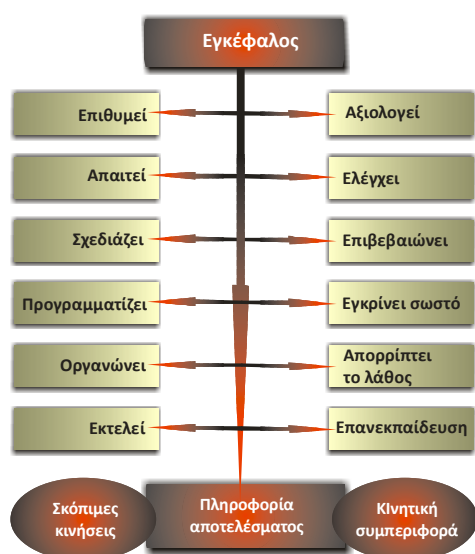 Εγκέφαλος
Επιθυμεί
Αξιολογεί
Απαιτεί
Ελέγχει
Σχεδιάζει
Επιβεβαιώνει
Προγραμματίζει
Εγκρίνει σωστό
Οργανώνει
Απορρίπτει
το λάθος
Εκτελεί
Επανεκπαίδευση
Σκόπιμες
κινήσεις
Πληροφορία
αποτελέσματος
ΚΙνητική
συμπεριφορά